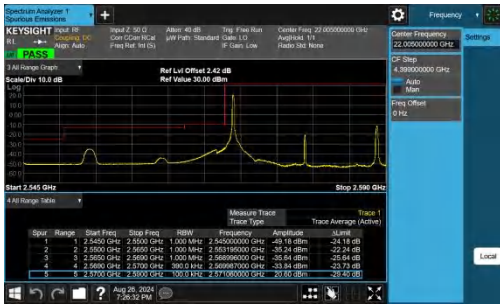 Spectrum Analyzer 1
Spurious Emissions
Frequency
KEYSIGHT Input: RF
Coupling: DC
Align: Auto
Input Z: 50 Ω
Corr CCorr RCal
Freq Ref: Int (S)
Atten: 40 dB
µW Path: Standard
Trig: Free Run
Gate: LO
IF Gain: Low
Center Freq: 22.005000000 GHz
Avg|Hold: 1/1
Radio Std: None
PASS
Center Frequency
22.005000000 GHz
Settings
CF Step
4.399000000 GHz
Auto
Man
Freq Offset
0 Hz
3 All Range Graph
Ref Lvl Offset 2.42 dB
Scale/Div 10.0 dB
Ref Value 30.00 dBm
Log
Start 2.545 GHz
Stop 2.590 GHz
4 All Range Table
Measure Trace Trace 1
Trace Type Trace Average (Active)
Spur Range Start Freq Stop Freq RBW Frequency Amplitude ΔLimit
1 1 2.5450 GHz 2.5500 GHz 1.000 MHz 2.545000000 GHz -49.18 dBm -24.18 dB
2 2 2.5500 GHz 2.5650 GHz 1.000 MHz 2.553195000 GHz -35.24 dBm -22.24 dB
3 3 2.5650 GHz 2.5690 GHz 1.000 MHz 2.568996000 GHz -35.64 dBm -25.64 dB
4 4 2.5690 GHz 2.5700 GHz 390.0 kHz 2.569987000 GHz -33.84 dBm -23.73 dB
5 5 2.5700 GHz 2.5900 GHz 100.0 kHz 2.571060000 GHz 20.60 dBm -29.40 dB
Local
Aug 26, 2024
7:26:32 PM